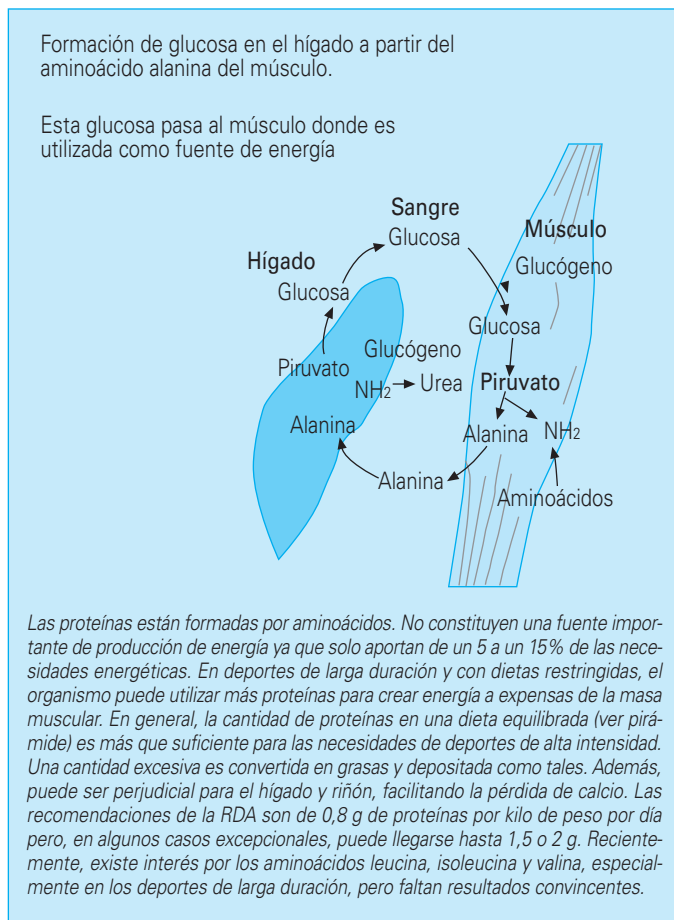 Formación de glucosa en el hígado a partir del
aminoácido alanina del músculo.
Esta glucosa pasa al músculo donde es
utilizada como fuente de energía
Sangre
Glucosa
Músculo
Glucógeno
Hígado
Glucosa
Glucosa
Glucógeno
Piruvato
NH2
Urea
Piruvato
Alanina
Alanina
NH2
Alanina
Aminoácidos
Las proteínas están formadas por aminoácidos. No constituyen una fuente impor-
tante de producción de energía ya que solo aportan de un 5 a un 15% de las nece-
sidades energéticas. En deportes de larga duración y con dietas restringidas, el
organismo puede utilizar más proteínas para crear energía a expensas de la masa
muscular. En general, la cantidad de proteínas en una dieta equilibrada (ver pirá-
mide) es más que suficiente para las necesidades de deportes de alta intensidad.
Una cantidad excesiva es convertida en grasas y depositada como tales. Además,
puede ser perjudicial para el hígado y riñón, facilitando la pérdida de calcio. Las
recomendaciones de la RDA son de 0,8 g de proteínas por kilo de peso por día
pero, en algunos casos excepcionales, puede llegarse hasta 1,5 o 2 g. Reciente-
mente, existe interés por los aminoácidos leucina, isoleucina y valina, especial-
mente en los deportes de larga duración, pero faltan resultados convincentes.